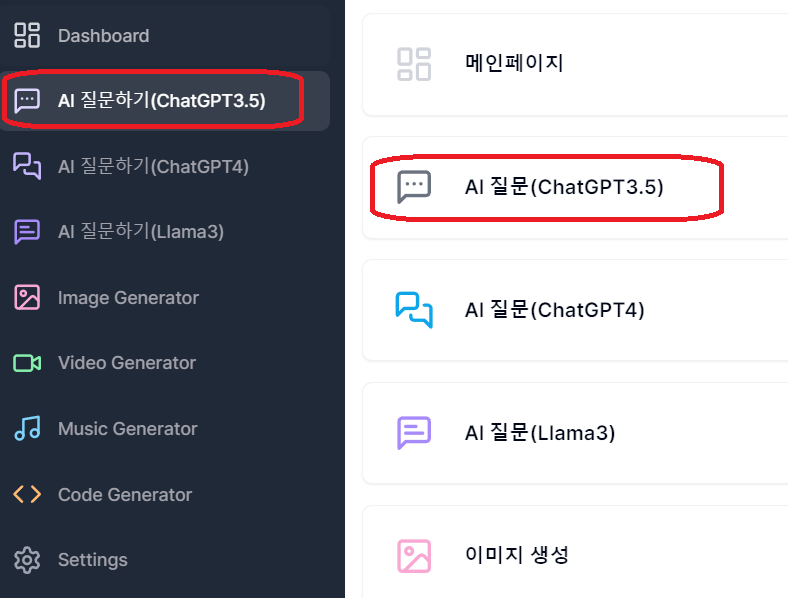 Dashboard
AI 질문하기(ChatGPT3.5)
AI 질문하기(ChatGPT4)
AI 질문하기(Llama3)
Image Generator
Video Generator
Music Generator
Code Generator
Settings
메인페이지
AI 질문(ChatGPT3.5)
AI 질문(ChatGPT4)
AI 질문(Llama3)
이미지 생성